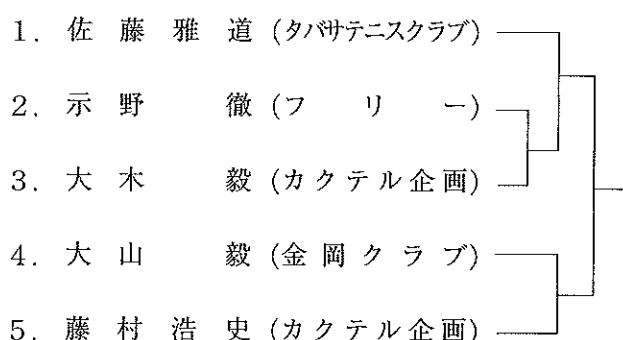 1. 佐藤雅道 (タバサテニスクラブ)
2. 示野 徹 (フリー)
3. 大木 毅 (カクテル企画)
4. 大山 毅 (金岡クラブ)
5. 藤村浩史 (カクテル企画)